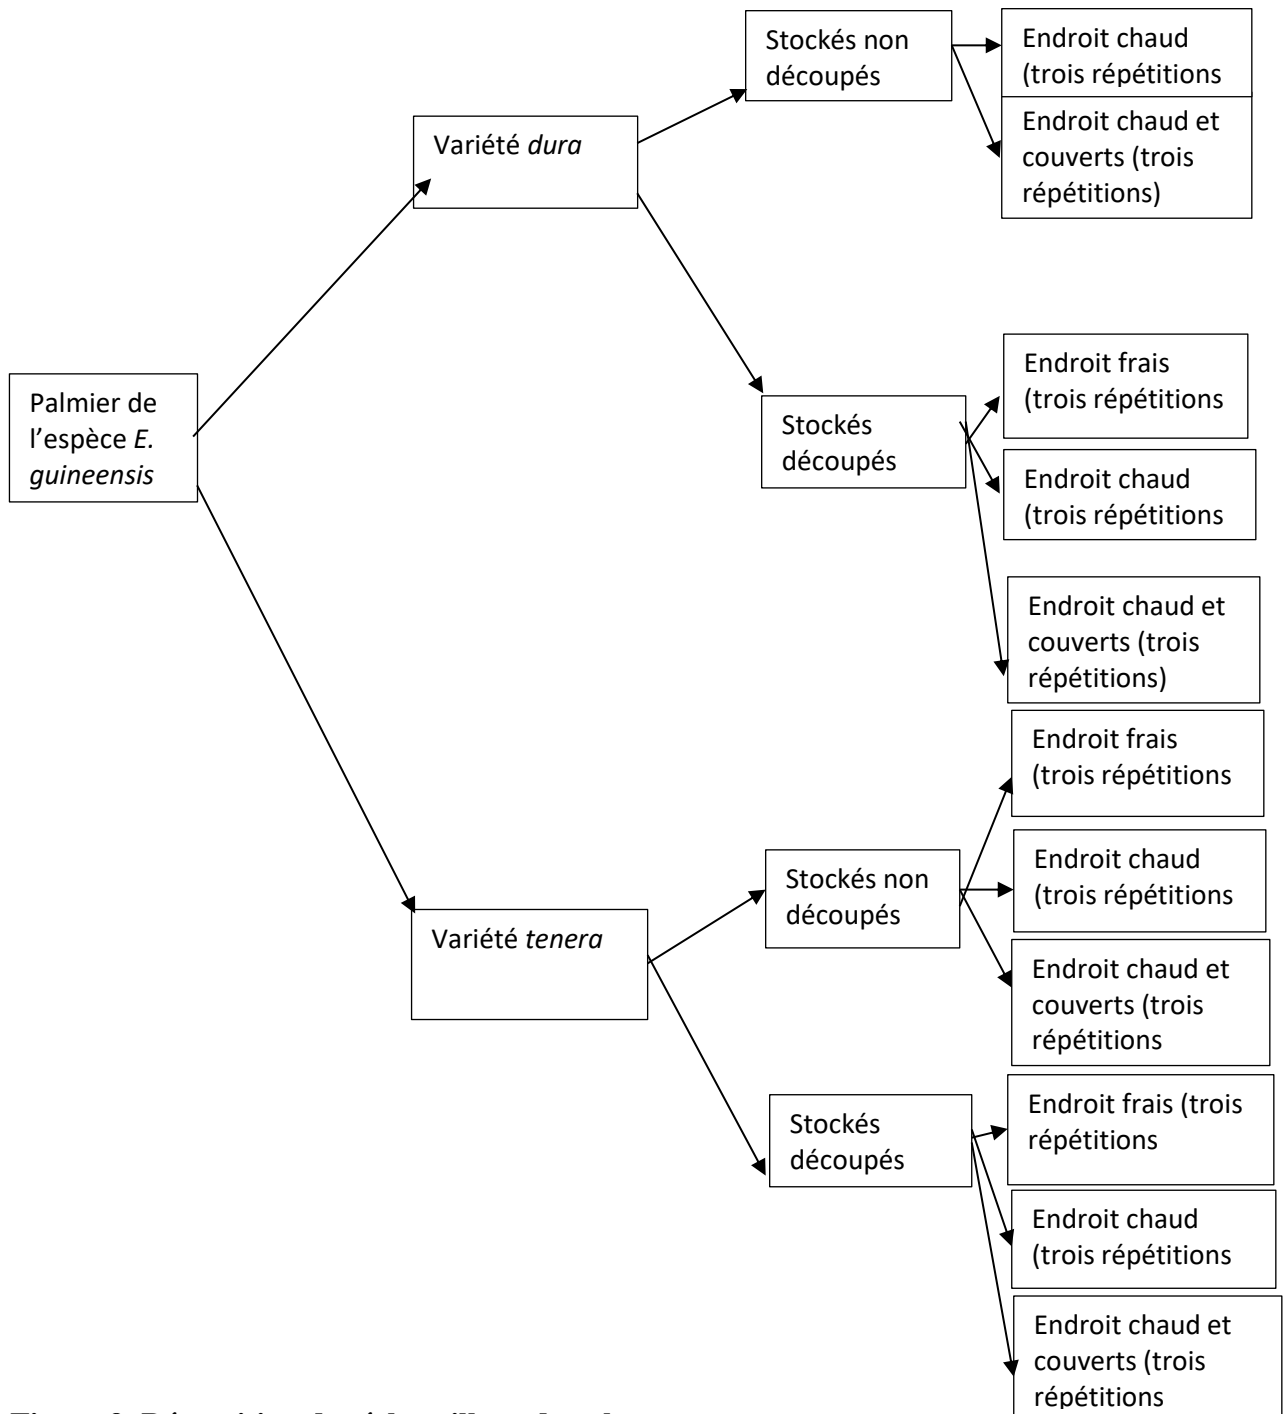 Stockés non
découpés
Endroit chaud
(trois répétitions
Endroit chaud et
couverts (trois
répétitions)
Variété dura
Endroit frais
(trois répétitions
Palmier de
l’espèce E.
guineensis
Stockés
découpés
Endroit chaud
(trois répétitions
Endroit chaud et
couverts (trois
répétitions)
Endroit frais
(trois répétitions
Stockés non
découpés
Endroit chaud
(trois répétitions
Variété tenera
Endroit chaud et
couverts (trois
répétitions
Stockés
découpés
Endroit frais (trois
répétitions
Endroit chaud
(trois répétitions
Endroit chaud et
couverts (trois
répétitions